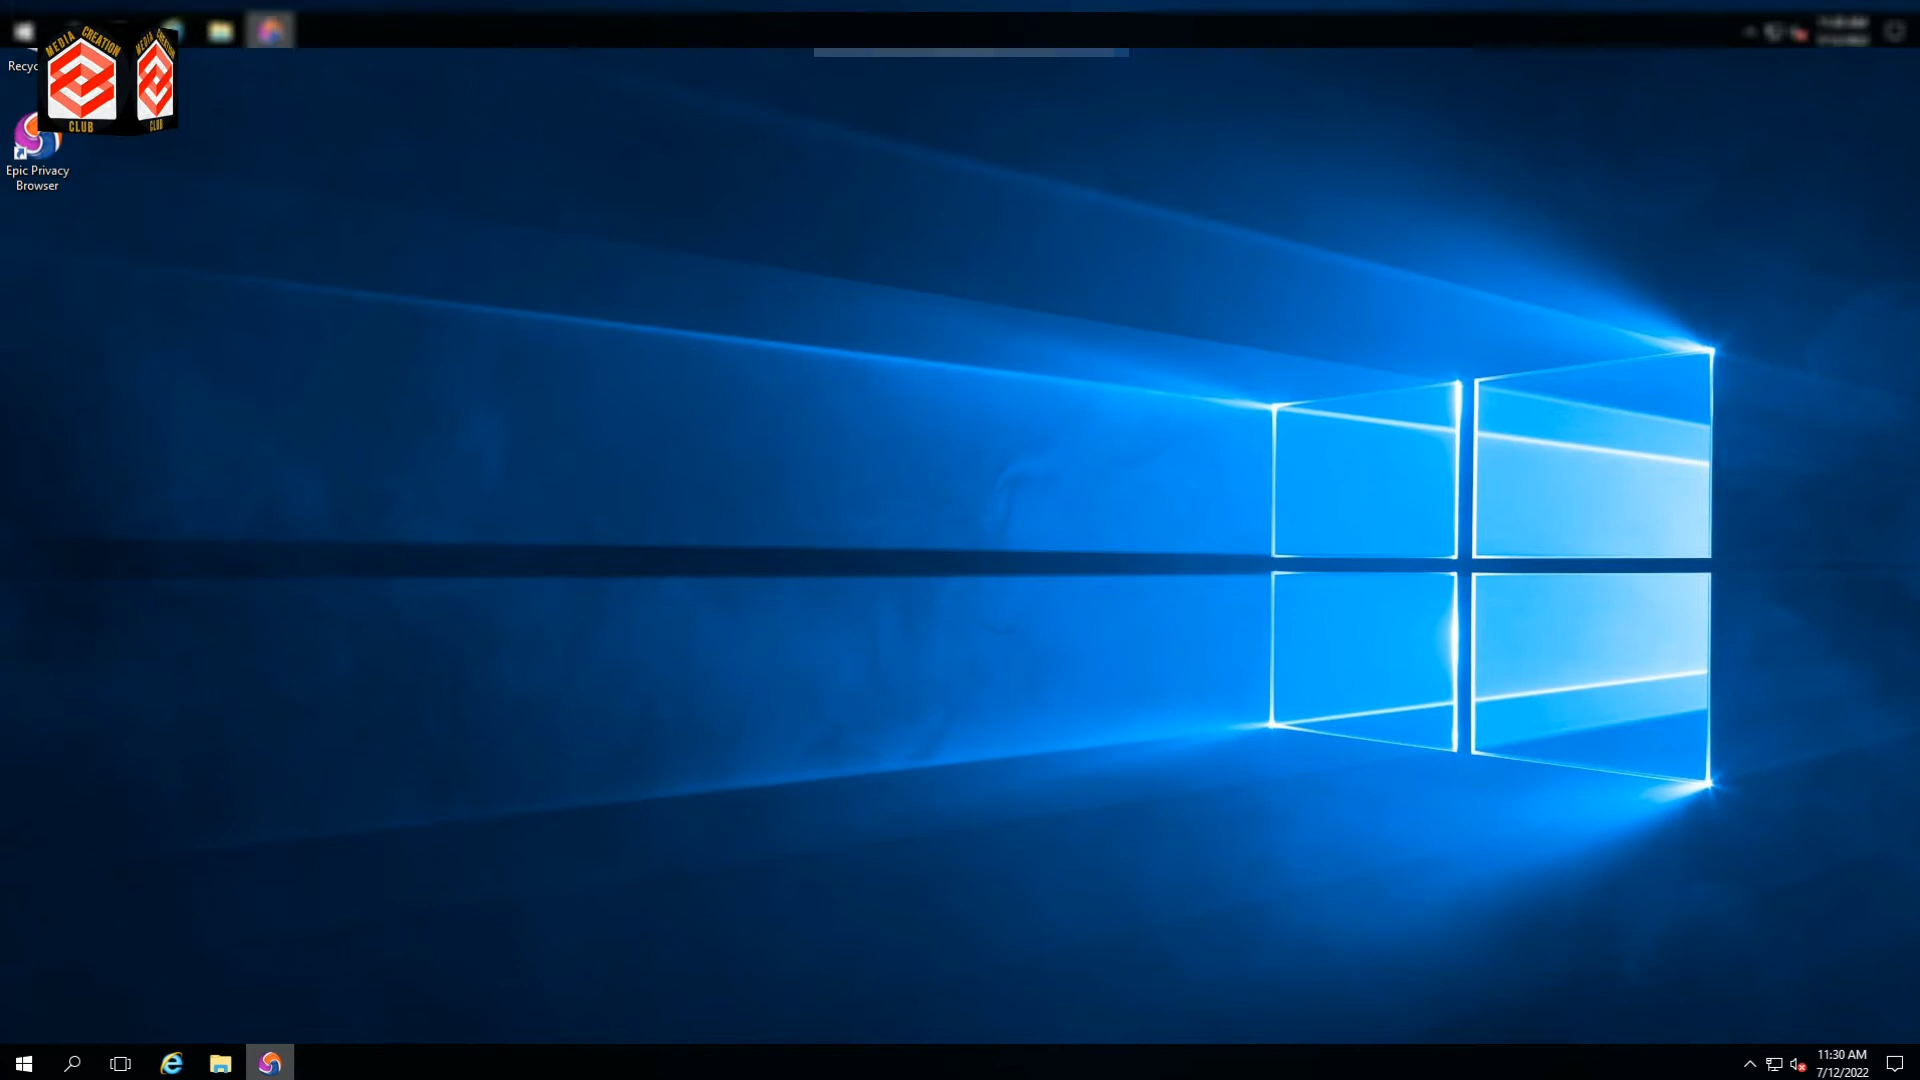 Recyc
MEDIA CREATION
CLUB
MEDIA CREATION
CLUB
Epic Privacy
Browser
11:30 AM
7/12/2022